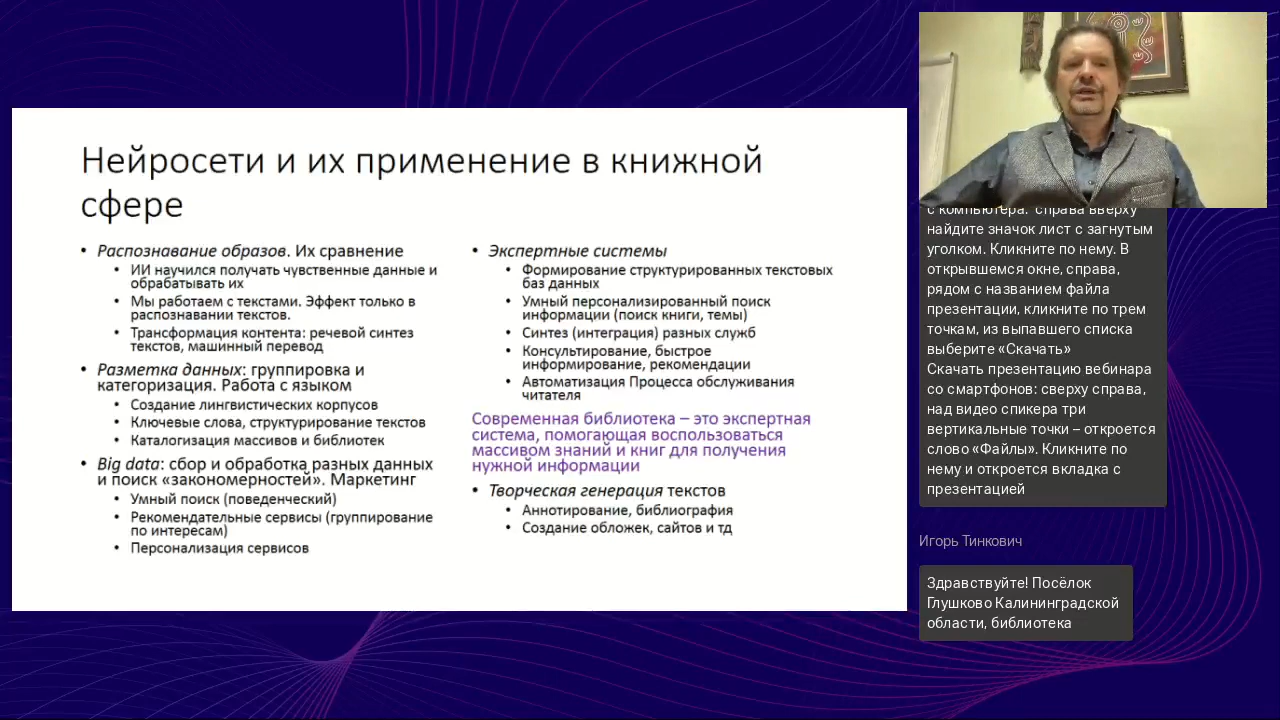 Нейросети и их применение в книжной
сфере
• Распознавание образов. Их сравнение
• ИИ научился получать чувственные данные и
обрабатывать их
• Мы работаем с текстами. Эффект только в
распознавании текстов.
• Трансформация контента: речевой синтез
текстов, машинный перевод
• Разметка данных: группировка и
категоризация. Работа с языком
• Создание лингвистических корпусов
• Ключевые слова, структурирование текстов
• Каталогизация массивов и библиотек
• Big data: сбор и обработка разных данных
и поиск «закономерностей». Маркетинг
• Умный поиск (поведенческий)
• Рекомендательные сервисы (группирование
по интересам)
• Персонализация сервисов
• Экспертные системы
• Формирование структурированных текстовых
баз данных
• Умный персонализированный поиск
информации (поиск книги, темы)
• Синтез (интеграция) разных служб
• Консультирование, быстрое
информирование, рекомендации
• Автоматизация Процесса обслуживания
читателя
Современная библиотека – это экспертная
система, помогающая воспользоваться
массивом знаний и книг для получения
нужной информации
• Творческая генерация текстов
• Аннотирование, библиография
• Создание обложек, сайтов и тд
с компьютера: справа вверху
найдите значок лист с загнутым
уголком. Кликните по нему. В
открывшемся окне, справа,
рядом с названием файла
презентации, кликните по трем
точкам, из выпавшего списка
выберите «Скачать»
Скачать презентацию вебинара
со смартфонов: сверху справа,
над видео спикера три
вертикальные точки – откроется
слово «Файлы». Кликните по
нему и откроется вкладка с
презентацией
Игорь Тинкович
Здравствуйте! Посёлок
Глушково Калининградской
области, библиотека